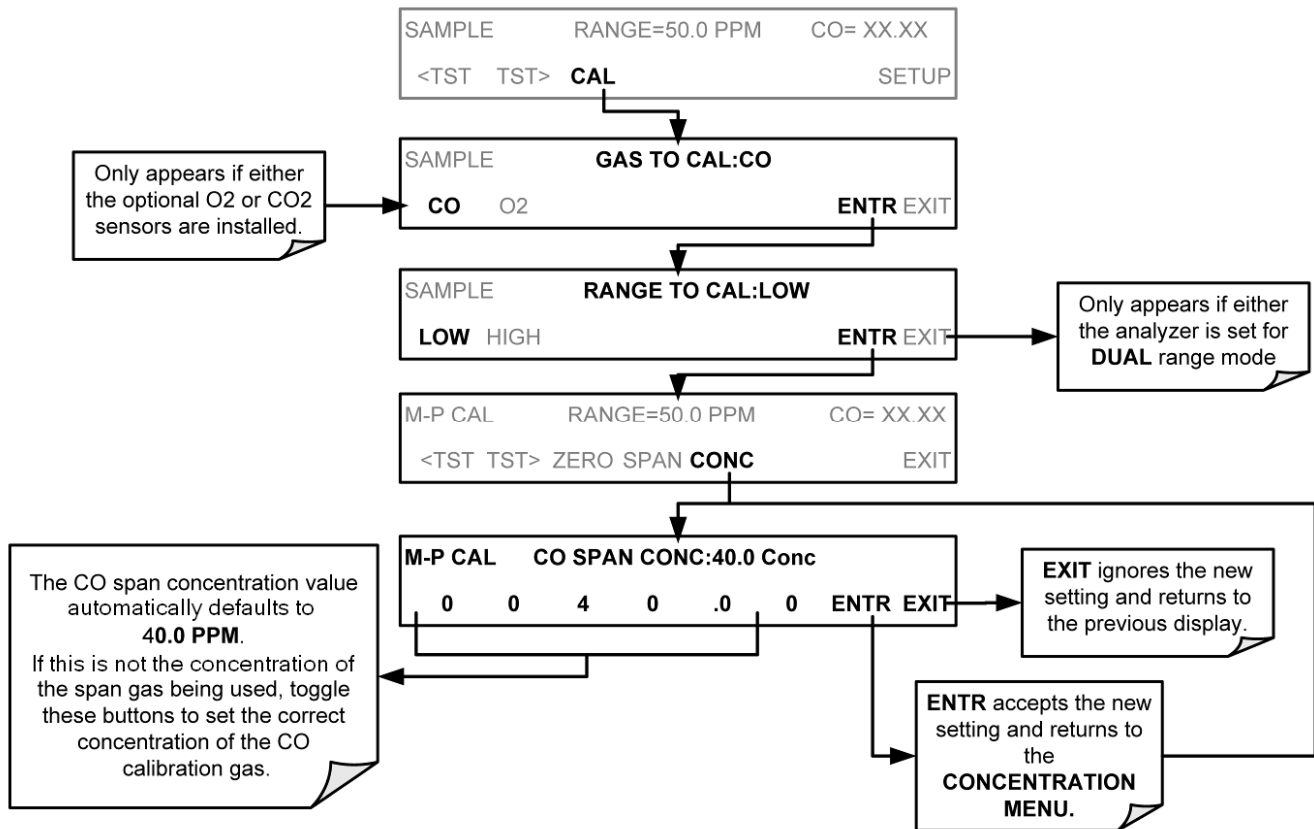 SAMPLE RANGE=50.0 PPM CO= XX.XX
<TST TST> CAL SETUP
SAMPLE GAS TO CAL:CO
CO O2 ENTR EXIT
Only appears if either
the optional O2 or CO2
sensors are installed.
SAMPLE RANGE TO CAL:LOW
LOW HIGH ENTR EXIT
Only appears if either
the analyzer is set for
DUAL range mode
M-P CAL RANGE=50.0 PPM CO= XX.XX
<TST TST> ZERO SPAN CONC EXIT
M-P CAL CO SPAN CONC:40.0 Conc
0 0 4 0 .0 0 ENTR EXIT
The CO span concentration value
automatically defaults to
40.0 PPM.
If this is not the concentration of
the span gas being used, toggle
these buttons to set the correct
concentration of the CO
calibration gas.
EXIT ignores the new
setting and returns to
the previous display.
ENTR accepts the new
setting and returns to
the
CONCENTRATION
MENU.